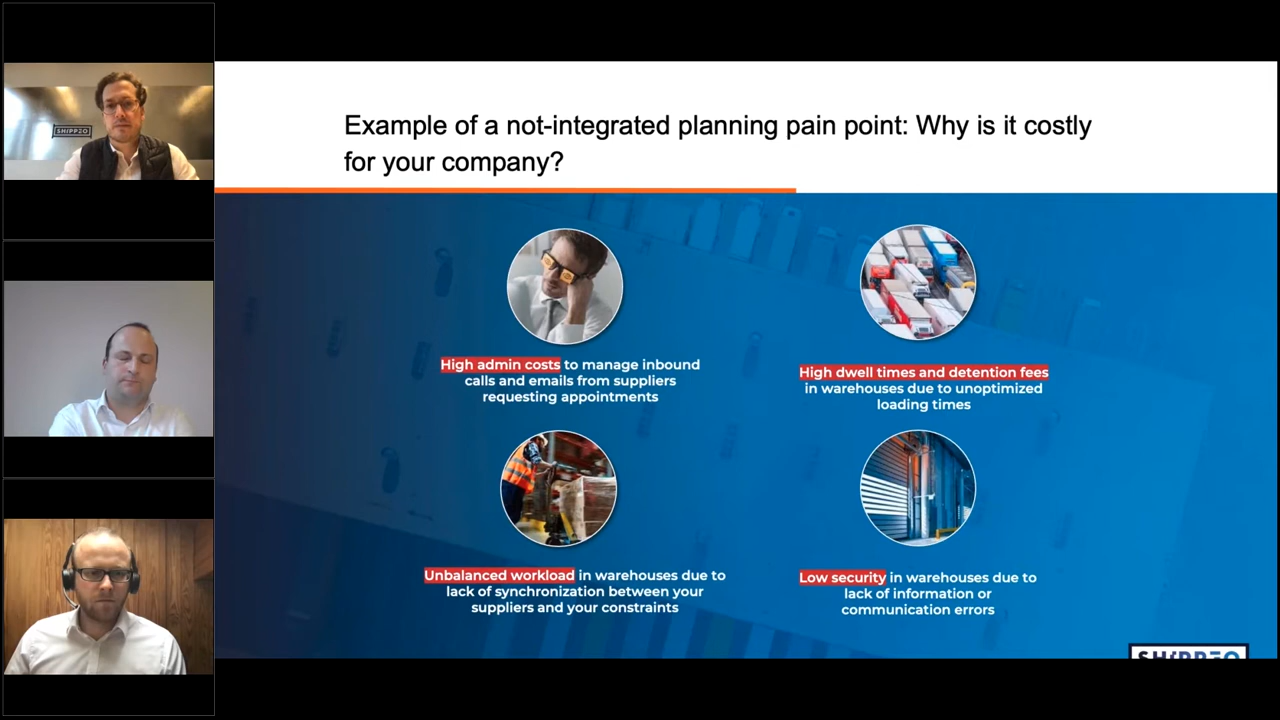 SHIPPEO
Example of a not-integrated planning pain point: Why is it costly
for your company?
High admin costs to manage inbound
calls and emails from suppliers
requesting appointments
High dwell times and detention fees
in warehouses due to unoptimized
loading times
Unbalanced workload in warehouses due to
lack of synchronization between your
suppliers and your constraints
Low security in warehouses due to
lack of information or
communication errors
SHIPPEO